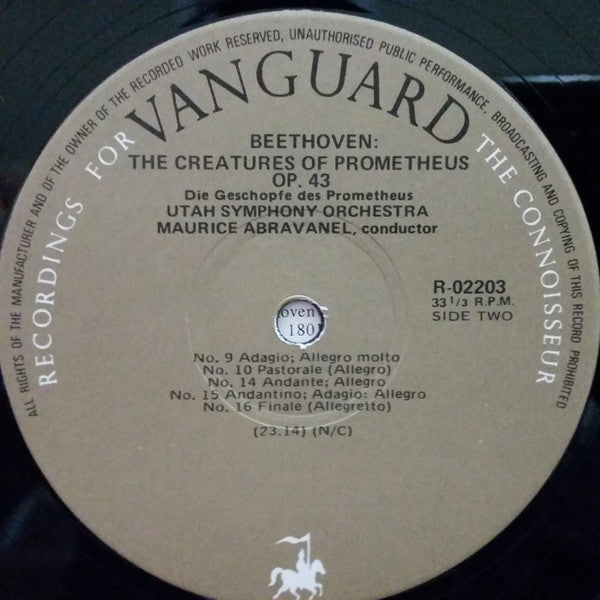 ALL RIGHTS OF THE MANUFACTURER AND OF THE OWNER OF THE RECORDED WORK RESERVED, UNAUTHORISED PUBLIC PERFORMANCE, BROADCASTING AND COPYING OF THIS RECORD PROHIBITED
RECORDINGS FOR VANGUARD THE CONNOISSEUR
BEETHOVEN:
THE CREATURES OF PROMETHEUS
OP. 43
Die Geschopfe des Prometheus
UTAH SYMPHONY ORCHESTRA
MAURICE ABRAVANEL, conductor
R-02203
33 1/3 R.P.M.
SIDE TWO
oven
180
No. 9 Adagio; Allegro molto
No. 10 Pastorale (Allegro)
No. 14 Andante; Allegro
No. 15 Andantino; Adagio: Allegro
No. 16 Finale (Allegretto)
(23.14) (N/C)